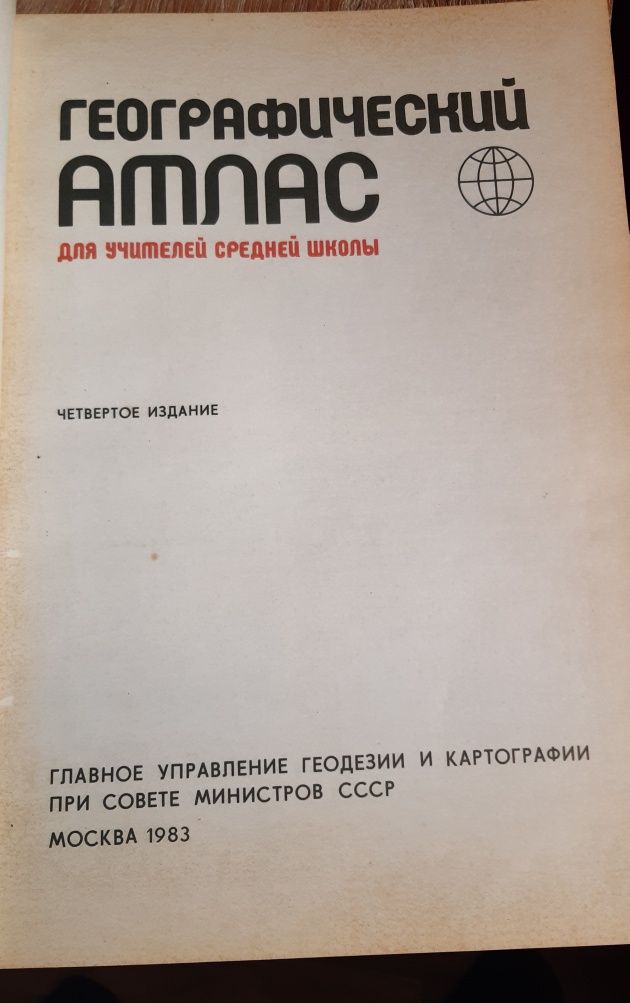 ГЕОГРАФИЧЕСКИЙ
АТЛАС
ДЛЯ УЧИТЕЛЕЙ СРЕДНЕЙ ШКОЛЫ
ЧЕТВЕРТОЕ ИЗДАНИЕ
ГЛАВНОЕ УПРАВЛЕНИЕ ГЕОДЕЗИИ И КАРТОГРАФИИ
ПРИ СОВЕТЕ МИНИСТРОВ СССР
МОСКВА 1983